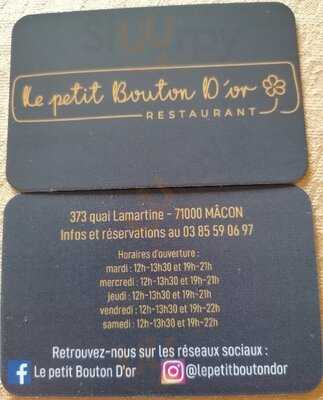 Le petit Bouton D'or
RESTAURANT
373 quai Lamartine - 71000 MÂCON
Infos et réservations au 03 85 59 06 97
Horaires d'ouverture :
mardi : 12h-13h30 et 19h-21h
mercredi : 12h-13h30 et 19h-21h
jeudi : 12h-13h30 et 19h-21h
vendredi : 12h-13h30 et 19h-22h
samedi : 12h-13h30 et 19h-22h
Retrouvez-nous sur les réseaux sociaux :
f Le petit Bouton D'or @lepetitboutondor